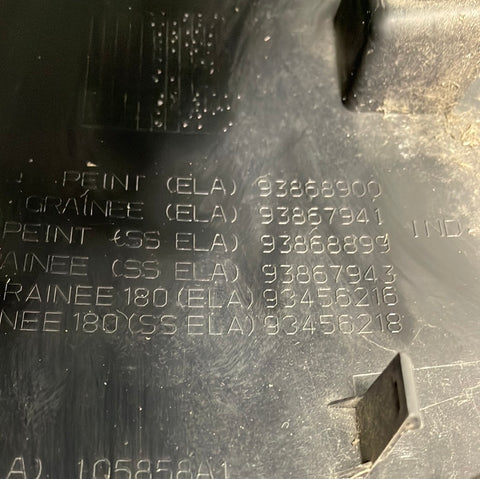 PEINT (ELA) 93868900
GRAINEE (ELA) 93867941
PEINT (SS ELA) 93868899 IND
AINEE (SS ELA) 93867943
RAINEE 180 (ELA) 93456216
NEE 180 (SS ELA) 93456218
A) 105858A1